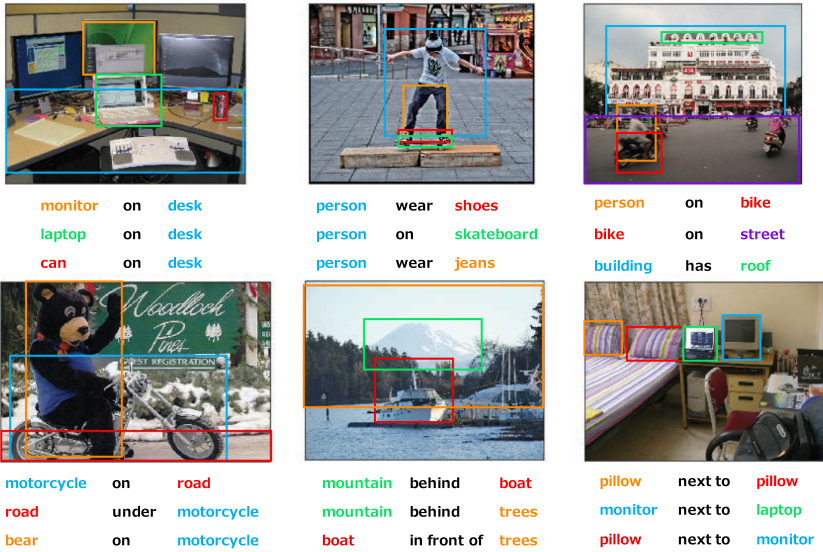 monitor on desk
laptop on desk
can on desk
person wear shoes
person on skateboard
person wear jeans
person on bike
bike on street
building has roof
Woodloch
Pines
GUEST REGISTRATION
motorcycle on road
road under motorcycle
bear on motorcycle
mountain behind boat
mountain behind trees
boat in front of trees
pillow next to pillow
monitor next to laptop
pillow next to monitor